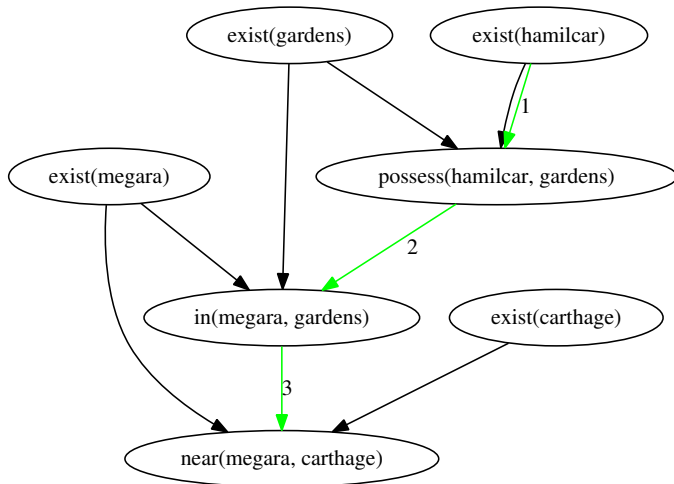 exist(gardens)
exist(hamilcar)
1
exist(megara)
possess(hamilcar, gardens)
2
in(megara, gardens)
exist(carthage)
3
near(megara, carthage)